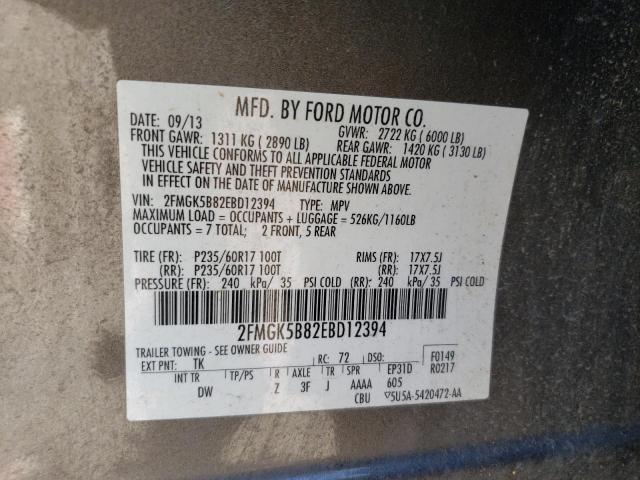 MFD. BY FORD MOTOR CO.
DATE: 09/13 GVWR: 2722 KG ( 6000 LB)
FRONT GAWR: 1311 KG ( 2890 LB) REAR GAWR: 1420 KG ( 3130 LB)
THIS VEHICLE CONFORMS TO ALL APPLICABLE FEDERAL MOTOR
VEHICLE SAFETY AND THEFT PREVENTION STANDARDS
IN EFFECT ON THE DATE OF MANUFACTURE SHOWN ABOVE.
VIN: 2FMGK5B82EBD12394 TYPE: MPV
MAXIMUM LOAD = OCCUPANTS + LUGGAGE = 526KG/1160LB
OCCUPANTS = 7 TOTAL; 2 FRONT, 5 REAR
TIRE (FR): P235/60R17 100T RIMS (FR): 17X7.5J
(RR): P235/60R17 100T (RR): 17X7.5J
PRESSURE (FR): 240 kPa/ 35 PSI COLD (RR): 240 kPa/ 35 PSI COLD
2FMGK5B82EBD12394
TRAILER TOWING - SEE OWNER GUIDE
EXT PNT: TK RC: 72 DSO: F0149
R0217
INT TR TP/PS R AXLE TR SPR EP31D
DW Z 3F J AAAA 605
CBU ▽5U5A-5420472-AA